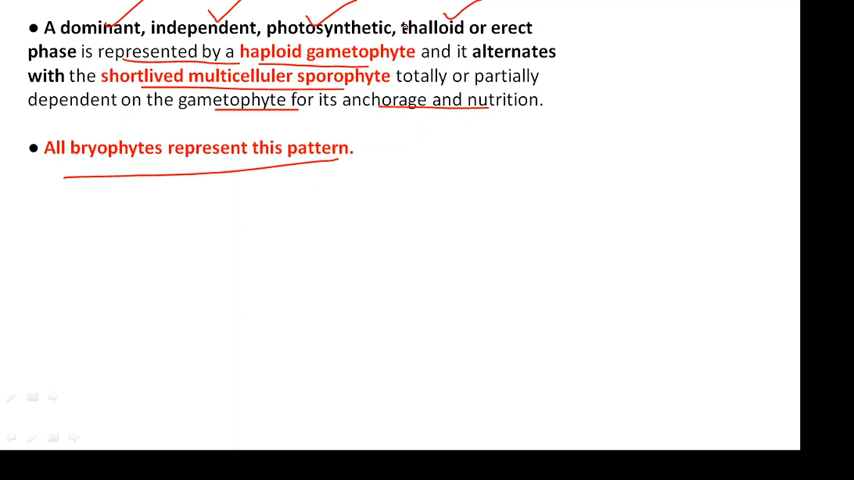 ● A dominant, independent, photosynthetic, thalloid or erect
phase is represented by a haploid gametophyte and it alternates
with the shortlived multicelluler sporophyte totally or partially
dependent on the gametophyte for its anchorage and nutrition.
● All bryophytes represent this pattern.